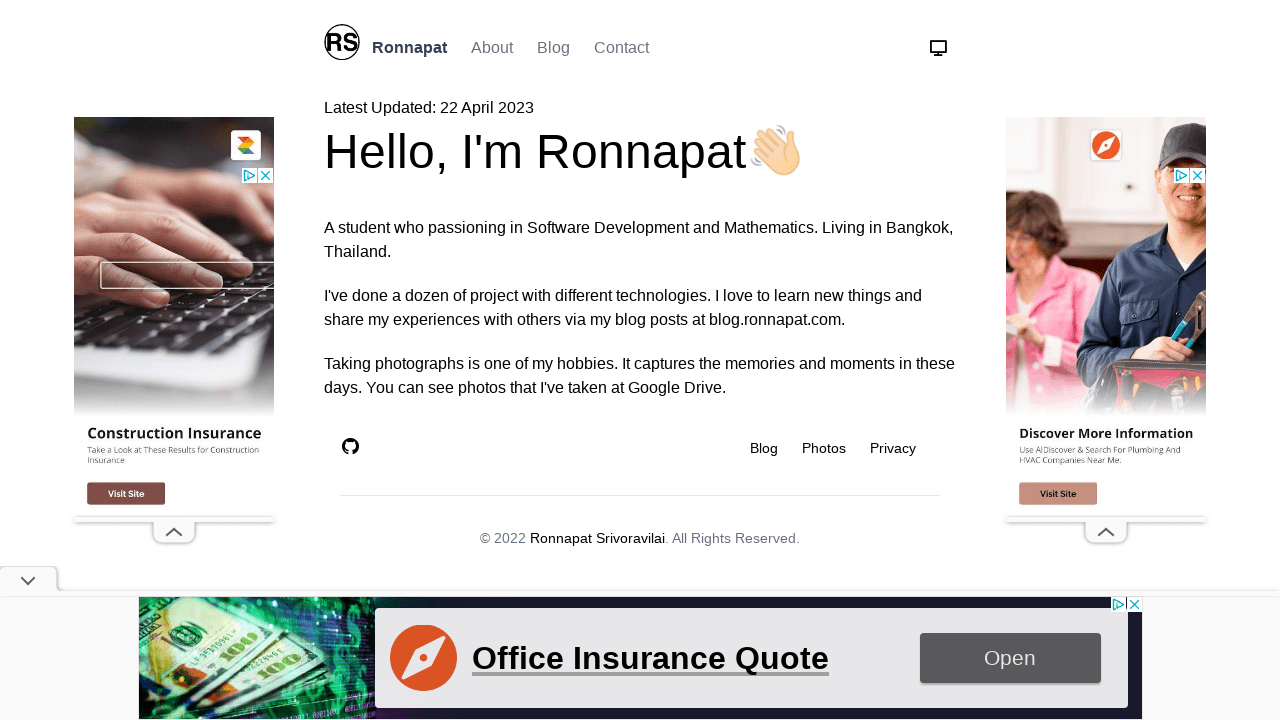 RS
Ronnapat About Blog Contact
Latest Updated: 22 April 2023
Hello, I'm Ronnapat👋🏻
A student who passioning in Software Development and Mathematics. Living in Bangkok,
Thailand.
I've done a dozen of project with different technologies. I love to learn new things and
share my experiences with others via my blog posts at blog.ronnapat.com.
Taking photographs is one of my hobbies. It captures the memories and moments in these
days. You can see photos that I've taken at Google Drive.
Blog Photos Privacy
© 2022 Ronnapat Srivoravilai. All Rights Reserved.
Construction Insurance
Take a Look at These Results for Construction
Insurance
Visit Site
Discover More Information
Use AIDiscover & Search For Plumbing And
HVAC Companies Near Me.
Visit Site
Office Insurance Quote
Open